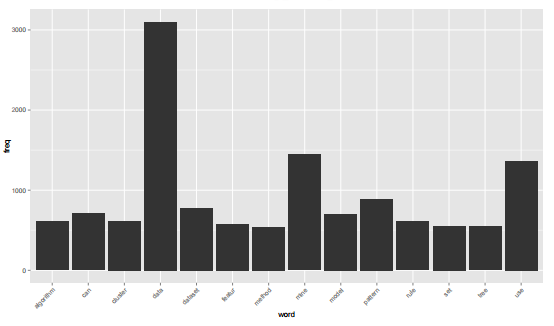 freq
3000
2000
1000
0
algorithm can cluster data dataset featur method mine model pattern rule set tree use
word